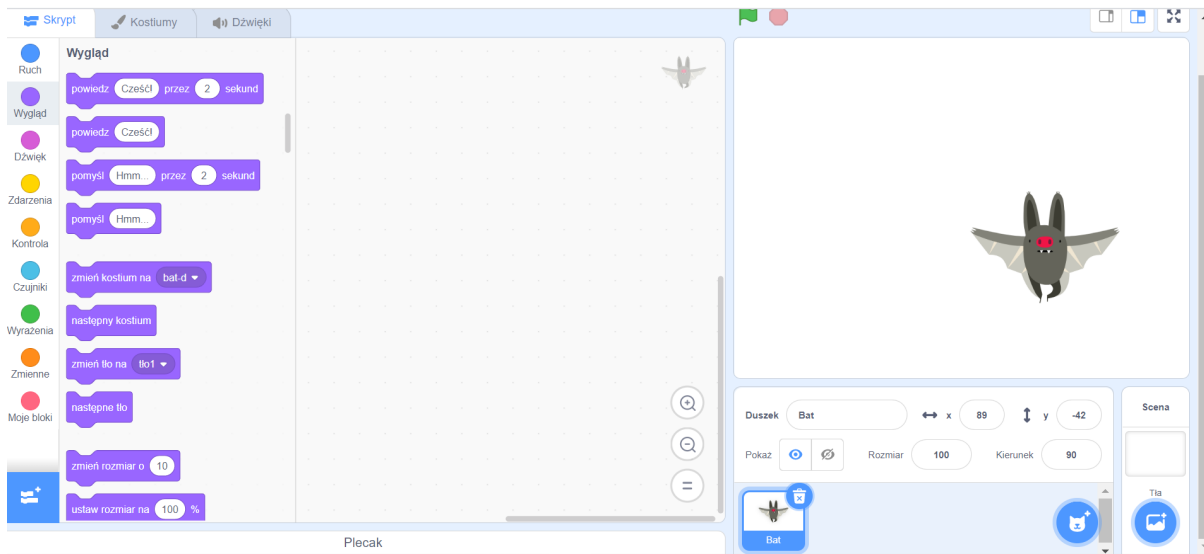 Skrypt
Kostiumy
Dźwięki
Ruch
Wygląd
Dźwięk
Zdarzenia
Kontrola
Czujniki
Wyrażenia
Zmienne
Moje bloki
Wygląd
powiedz Cześć! przez 2 sekund
powiedz Cześć!
pomyśl Hmm... przez 2 sekund
pomyśl Hmm...
zmień kostium na bat-d
następny kostium
zmień tło na tło1
następne tło
zmień rozmiar o 10
ustaw rozmiar na 100 %
Plecak
Duszek Bat x 89 y -42
Pokaż Rozmiar 100 Kierunek 90
Bat
Scena
Tła